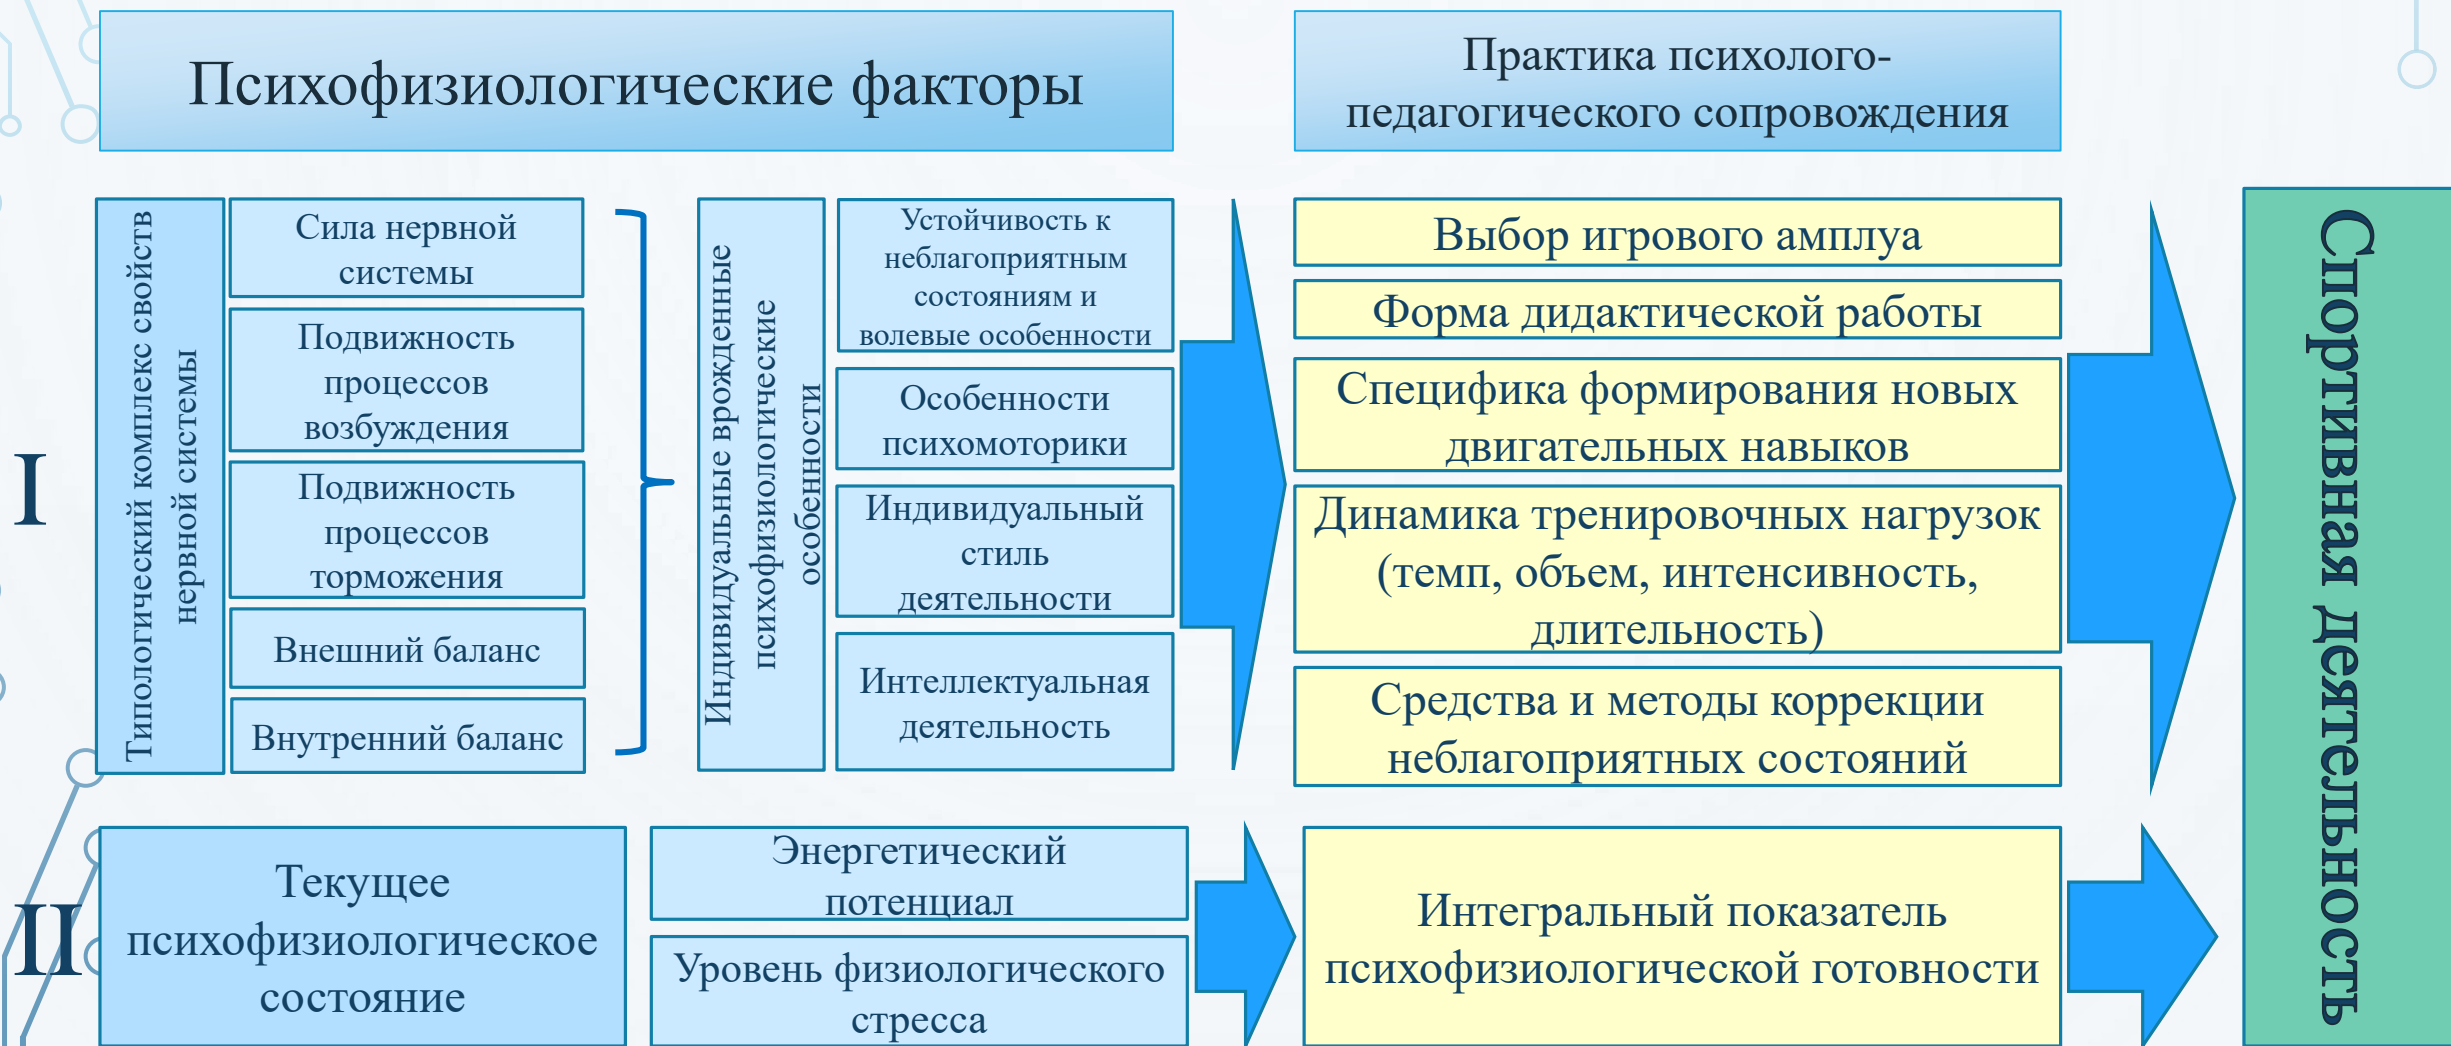 Психофизиологические факторы
Практика психолого-
педагогического сопровождения
I
Типологический комплекс свойств
нервной системы
Сила нервной
системы
Подвижность
процессов
возбуждения
Подвижность
процессов
торможения
Внешний баланс
Внутренний баланс
Индивидуальные врожденные
психофизиологические
особенности
Устойчивость к
неблагоприятным
состояниям и
волевые особенности
Особенности
психомоторики
Индивидуальный
стиль
деятельности
Интеллектуальная
деятельность
Выбор игрового амплуа
Форма дидактической работы
Специфика формирования новых
двигательных навыков
Динамика тренировочных нагрузок
(темп, объем, интенсивность,
длительность)
Средства и методы коррекции
неблагоприятных состояний
Спортивная деятельность
II
Текущее
психофизиологическое
состояние
Энергетический
потенциал
Уровень физиологического
стресса
Интегральный показатель
психофизиологической готовности